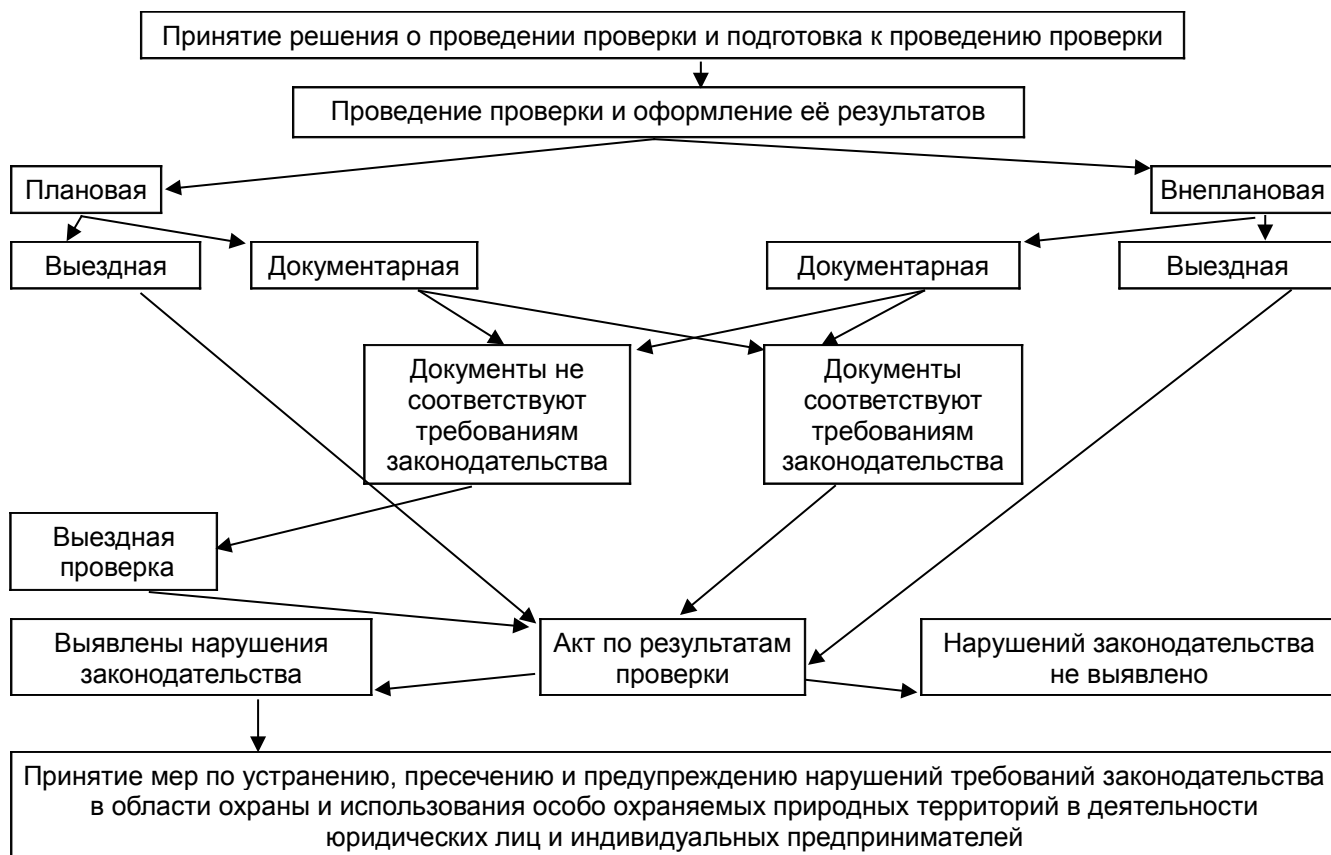 Принятие решения о проведении проверки и подготовка к проведению проверки
Проведение проверки и оформление её результатов
Плановая
Внеплановая
Выездная
Документарная
Документарная
Выездная
Документы не
соответствуют
требованиям
законодательства
Документы
соответствуют
требованиям
законодательства
Выездная
проверка
Выявлены нарушения
законодательства
Акт по результатам
проверки
Нарушений законодательства
не выявлено
Принятие мер по устранению, пресечению и предупреждению нарушений требований законодательства
в области охраны и использования особо охраняемых природных территорий в деятельности
юридических лиц и индивидуальных предпринимателей